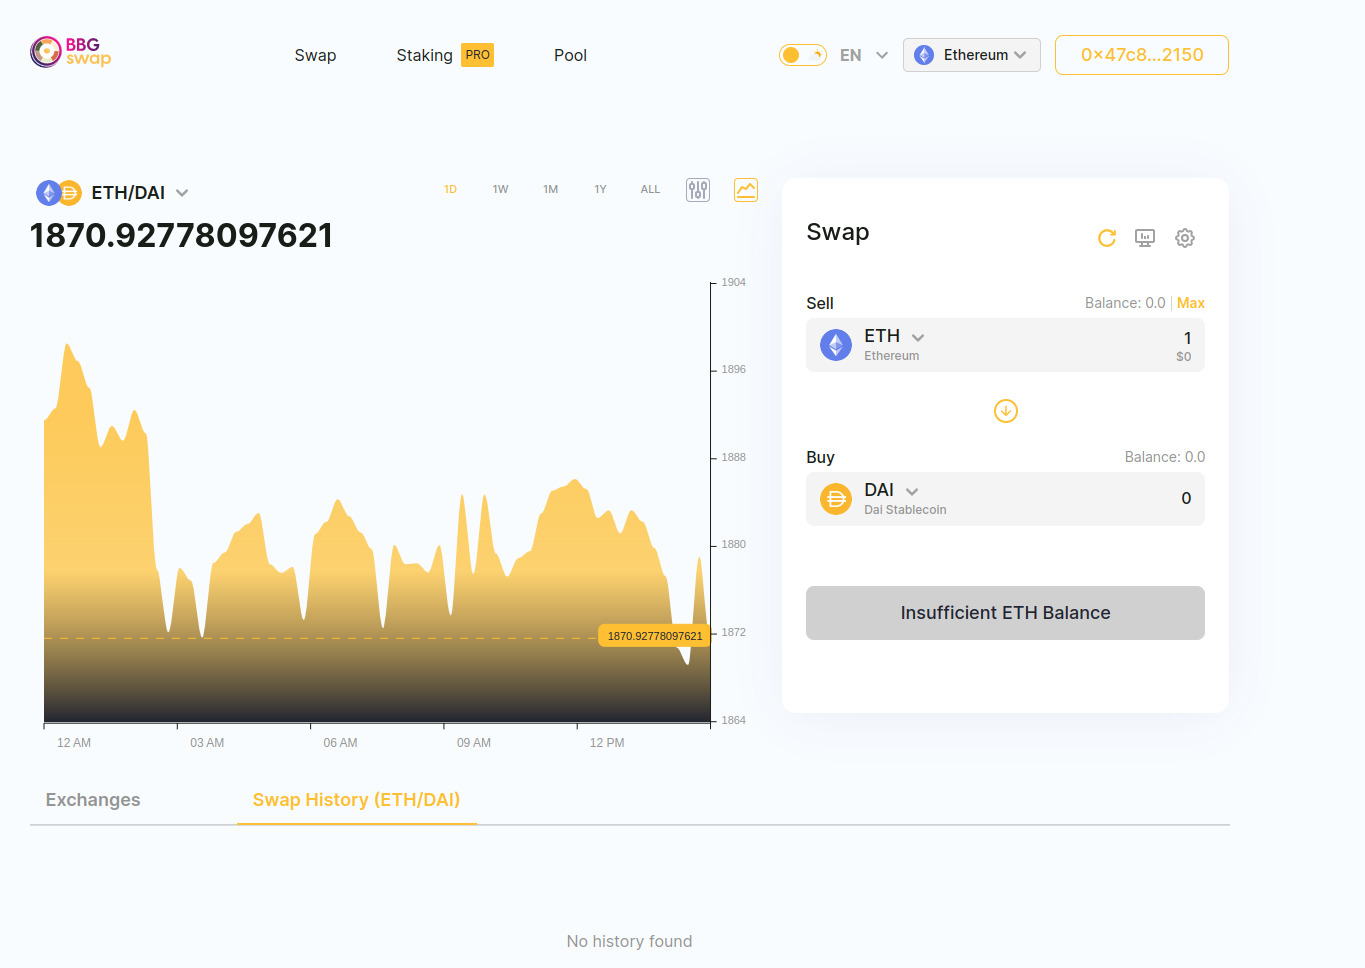 BBG
swap
Swap
Staking PRO
Pool
EN
Ethereum
0×47c8...2150
ETH/DAI
1D 1W 1M 1Y ALL
1870.92778097621
1904
1896
1888
1880
1872
1864
1870.92778097621
12 AM 03 AM 06 AM 09 AM 12 PM
Swap
Sell
Balance: 0.0 | Max
ETH
1
Ethereum
$0
Buy
Balance: 0.0
DAI
0
Dai Stablecoin
Insufficient ETH Balance
Exchanges
Swap History (ETH/DAI)
No history found